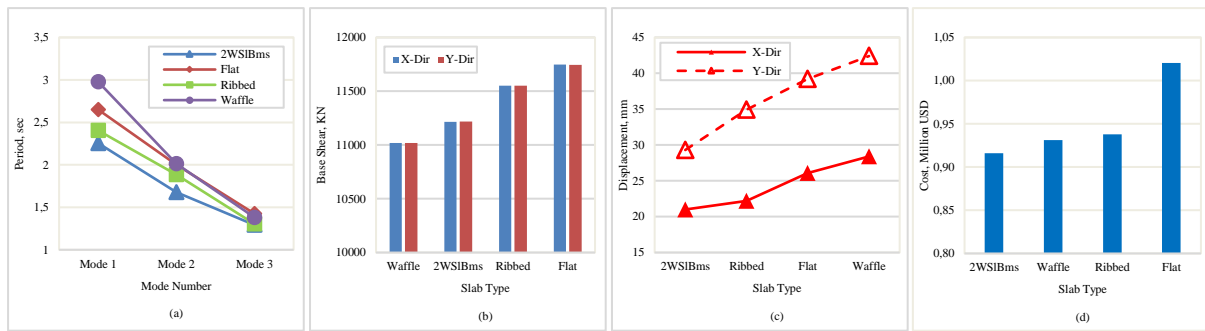 3,5
3
2,5
2
1,5
1
Period, sec
2WSlBms
Flat
Ribbed
Waffle
Mode 1 Mode 2 Mode 3
Mode Number
(a)
12000
11500
11000
10500
10000
Base Shear, KN
X-Dir Y-Dir
Waffle 2WSlBms Ribbed Flat
Slab Type
(b)
45
40
35
30
25
20
15
Displacement, mm
X-Dir
Y-Dir
2WSlBms Ribbed Flat Waffle
Slab Type
(c)
1,05
1,00
0,95
0,90
0,85
0,80
Cost, Million USD
2WSlBms Waffle Ribbed Flat
Slab Type
(d)